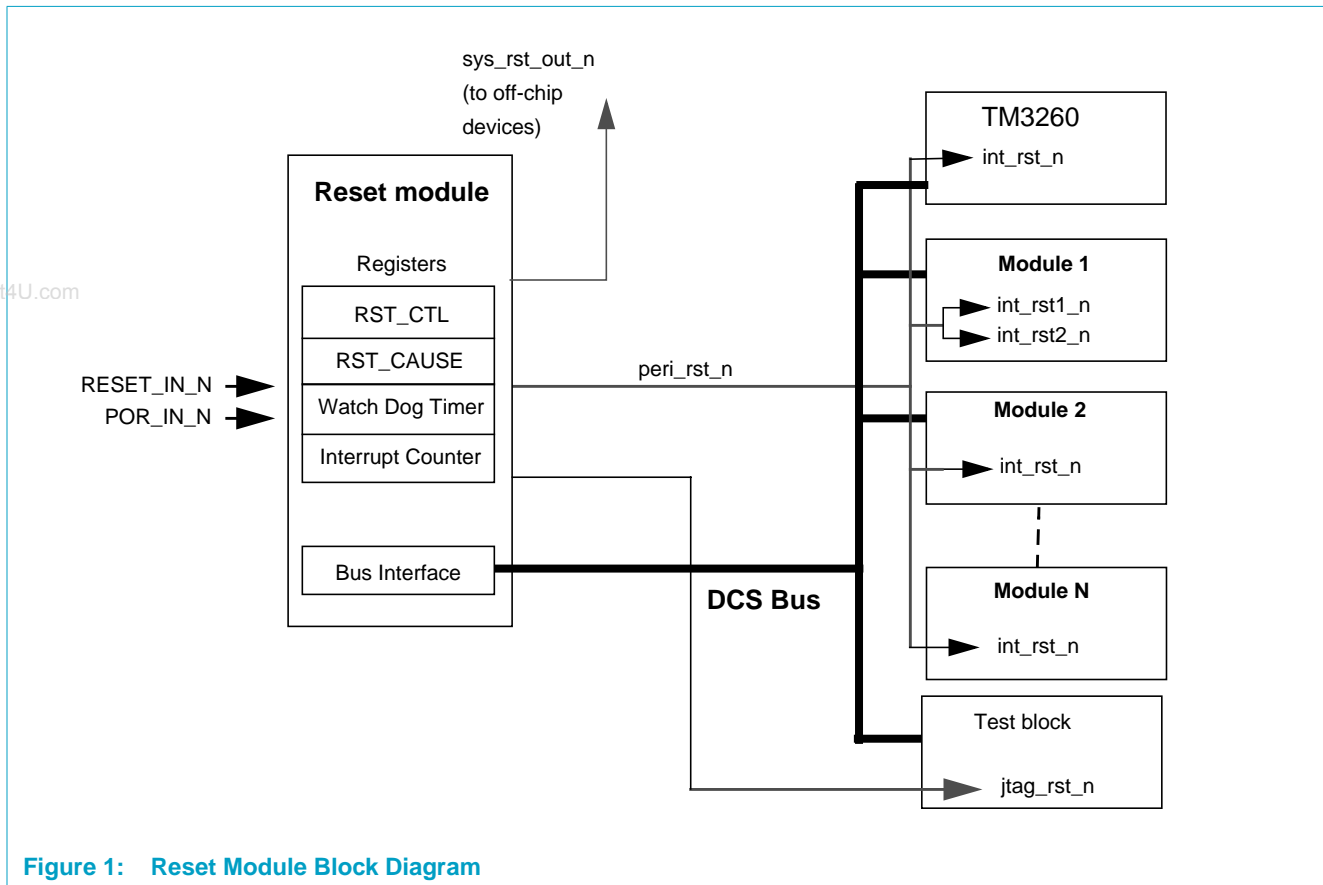 sys_rst_out_n
(to off-chip
devices)
Reset module
Registers
RST_CTL
RST_CAUSE
Watch Dog Timer
Interrupt Counter
Bus Interface
RESET_IN_N
POR_IN_N
peri_rst_n
DCS Bus
TM3260
int_rst_n
Module 1
int_rst1_n
int_rst2_n
Module 2
int_rst_n
Module N
int_rst_n
Test block
jtag_rst_n
t4U.com
Figure 1: Reset Module Block Diagram